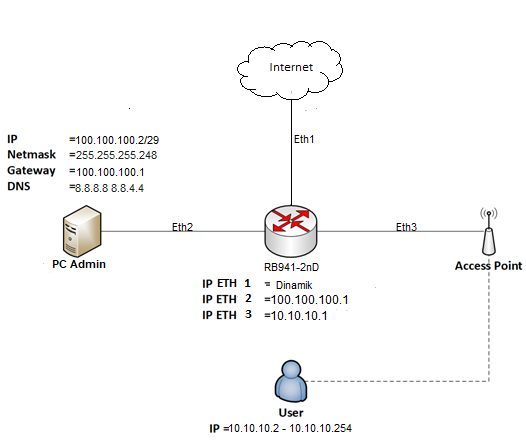 Internet
Eth1
IP =100.100.100.2/29
Netmask =255.255.255.248
Gateway =100.100.100.1
DNS =8.8.8.8 8.8.4.4
Eth2
Eth3
PC Admin
RB941-2nD
Access Point
IP ETH 1 = Dinamik
IP ETH 2 =100.100.100.1
IP ETH 3 =10.10.10.1
User
IP =10.10.10.2 - 10.10.10.254